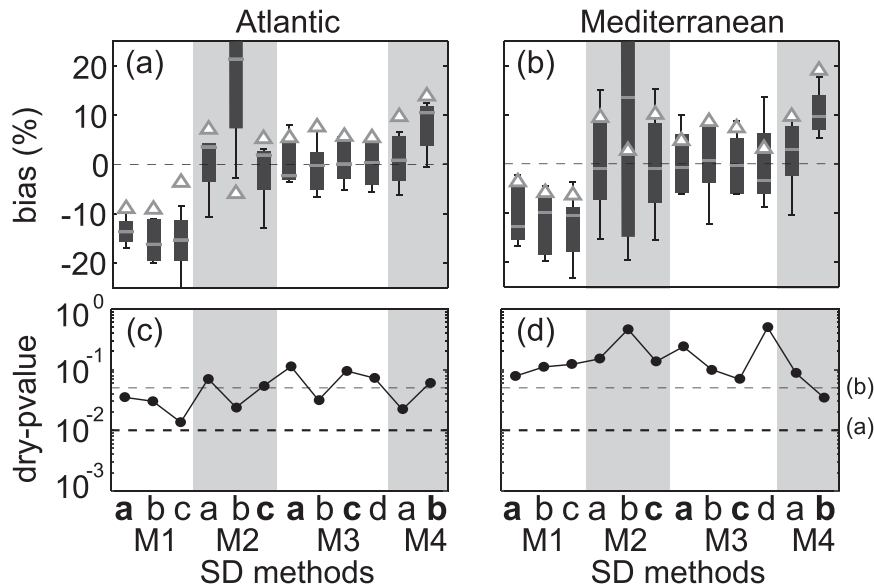 Atlantic Mediterranean
(a) (b)
bias (%)
20
10
0
-10
-20
(c) (d)
dry-pvalue
10^0
10^-1
10^-2
10^-3
(b)
(a)
a b c a b c a b c d a b
M1 M2 M3 M4
SD methods
a b c a b c a b c d a b
M1 M2 M3 M4
SD methods